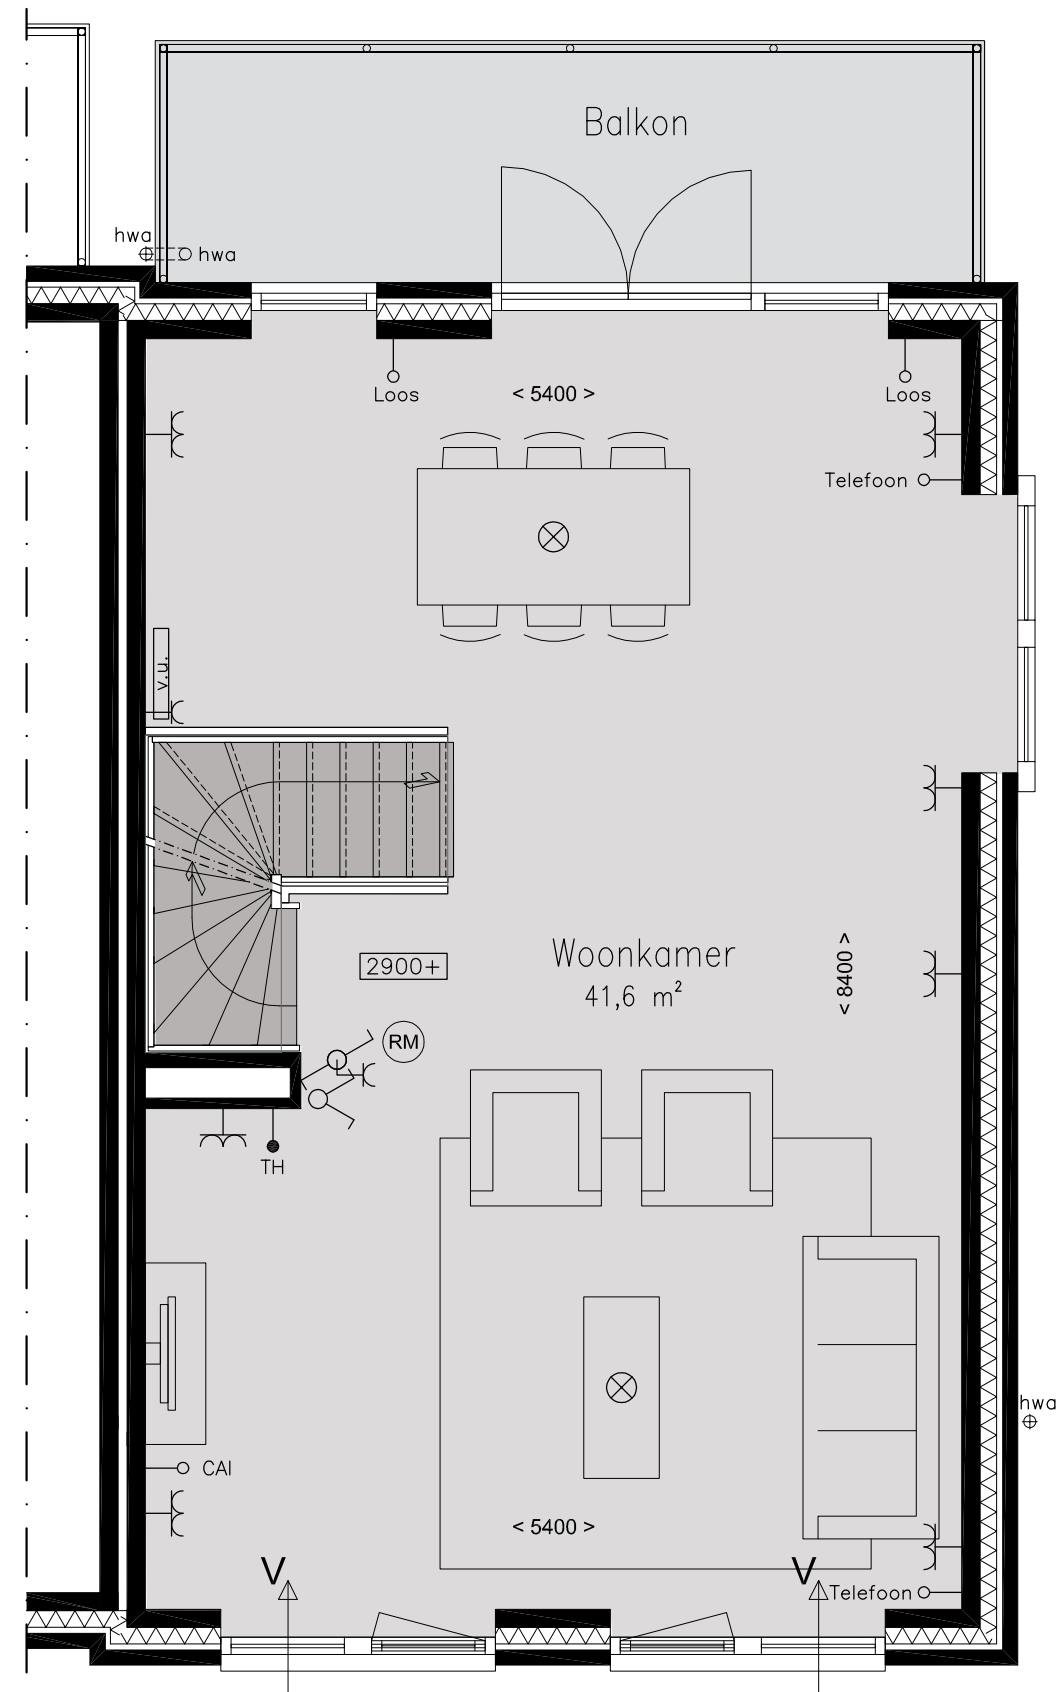 Balkon
hwa
hwa
Loos
< 5400 >
Loos
Telefoon
v.u.
Woonkamer
41,6 m²
2900+
< 8400 >
RM
TH
hwa
CAI
< 5400 >
V
V
Telefoon